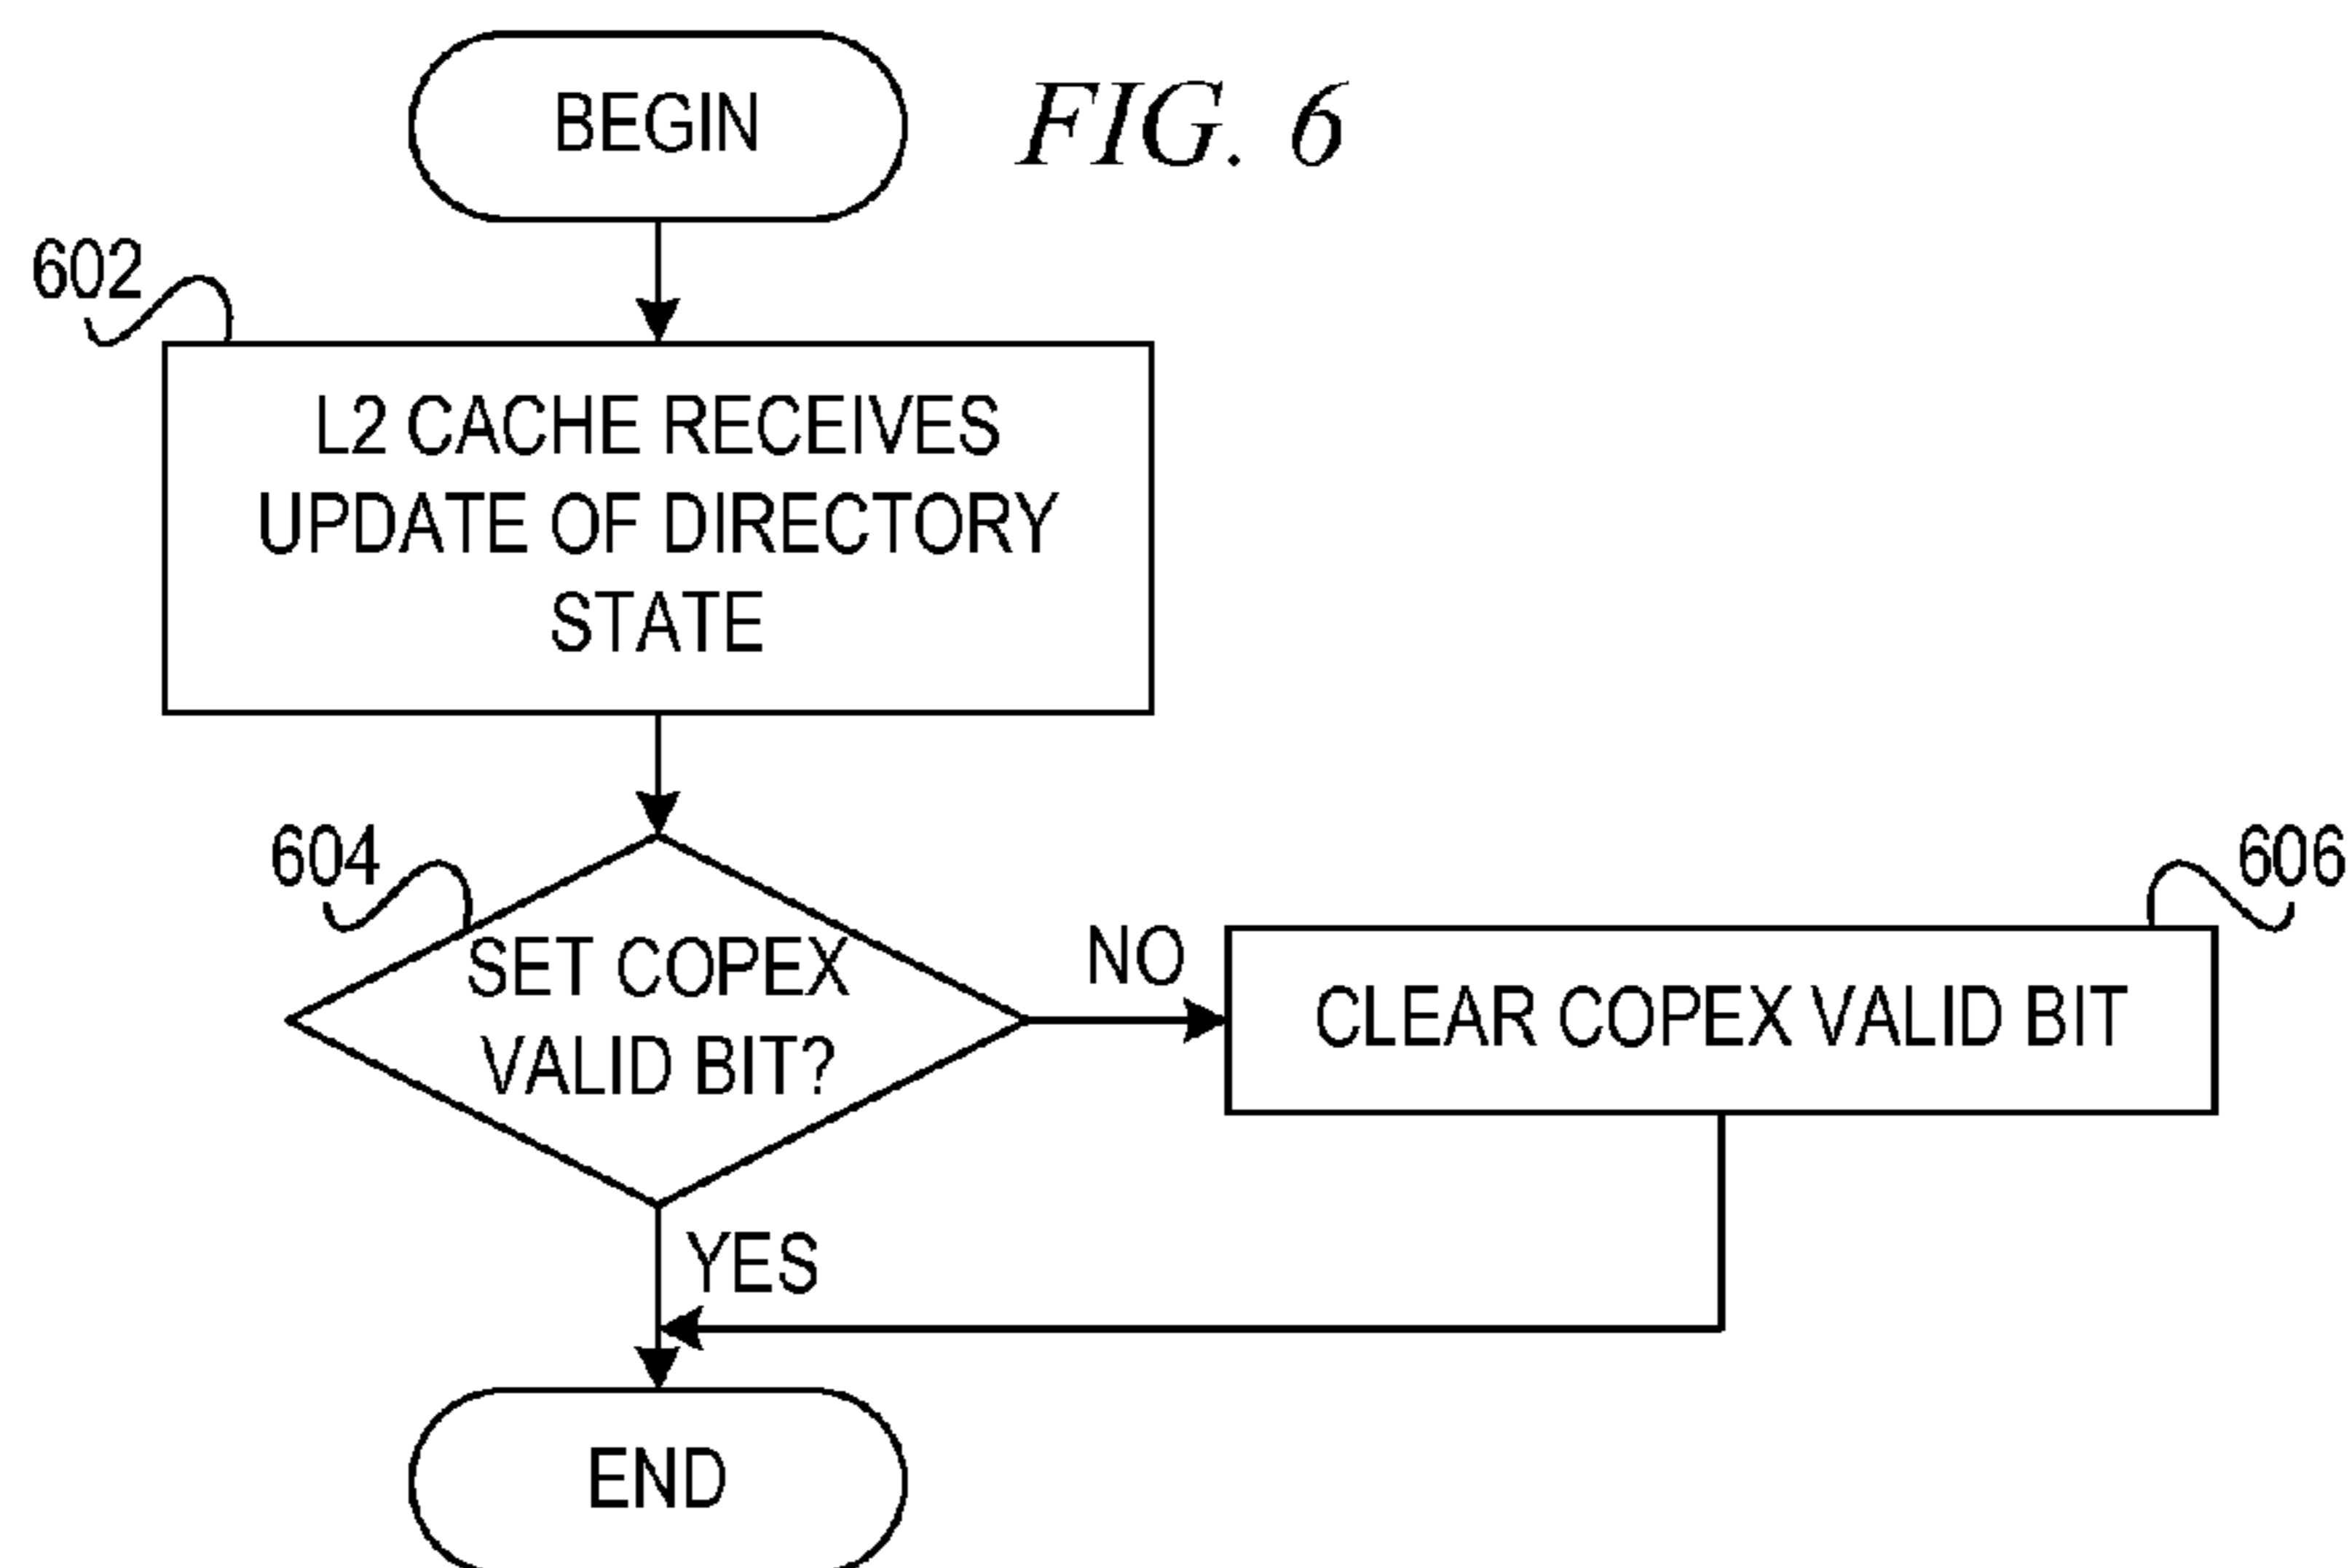 BEGIN
FIG. 6
602
L2 CACHE RECEIVES
UPDATE OF DIRECTORY
STATE
604
SET COPEX
VALID BIT?
NO
606
CLEAR COPEX VALID BIT
YES
END